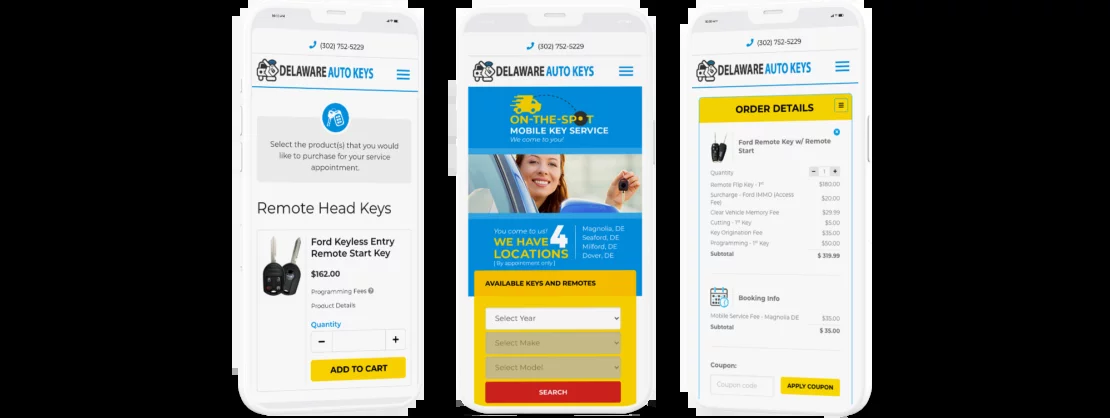 (302) 752-5229
DELAWARE AUTO KEYS
Select the product(s) that you would
like to purchase for your service
appointment.
Remote Head Keys
Ford Keyless Entry
Remote Start Key
$162.00
Programming Fees
Product Details
Quantity
− +
ADD TO CART
(302) 752-5229
DELAWARE AUTO KEYS
ON-THE-SPOT
MOBILE KEY SERVICE
We come to you!
You come to us!
WE HAVE 4
LOCATIONS
( By appointment only )
Magnolia, DE
Seaford, DE
Milford, DE
Dover, DE
AVAILABLE KEYS AND REMOTES
Select Year
Select Make
Select Model
SEARCH
(302) 752-5229
DELAWARE AUTO KEYS
ORDER DETAILS
Ford Remote Key w/ Remote
Start
Quantity − 1 +
Remote Flip Key - 1st $180.00
Surcharge - Ford IMMO (Access
Fee) $20.00
Clear Vehicle Memory Fee $29.99
Cutting - 1st Key $5.00
Key Origination Fee $35.00
Programming - 1st Key $50.00
Subtotal $ 319.99
Booking Info
Mobile Service Fee - Magnolia DE $35.00
Subtotal $ 35.00
Coupon:
Coupon code
APPLY COUPON